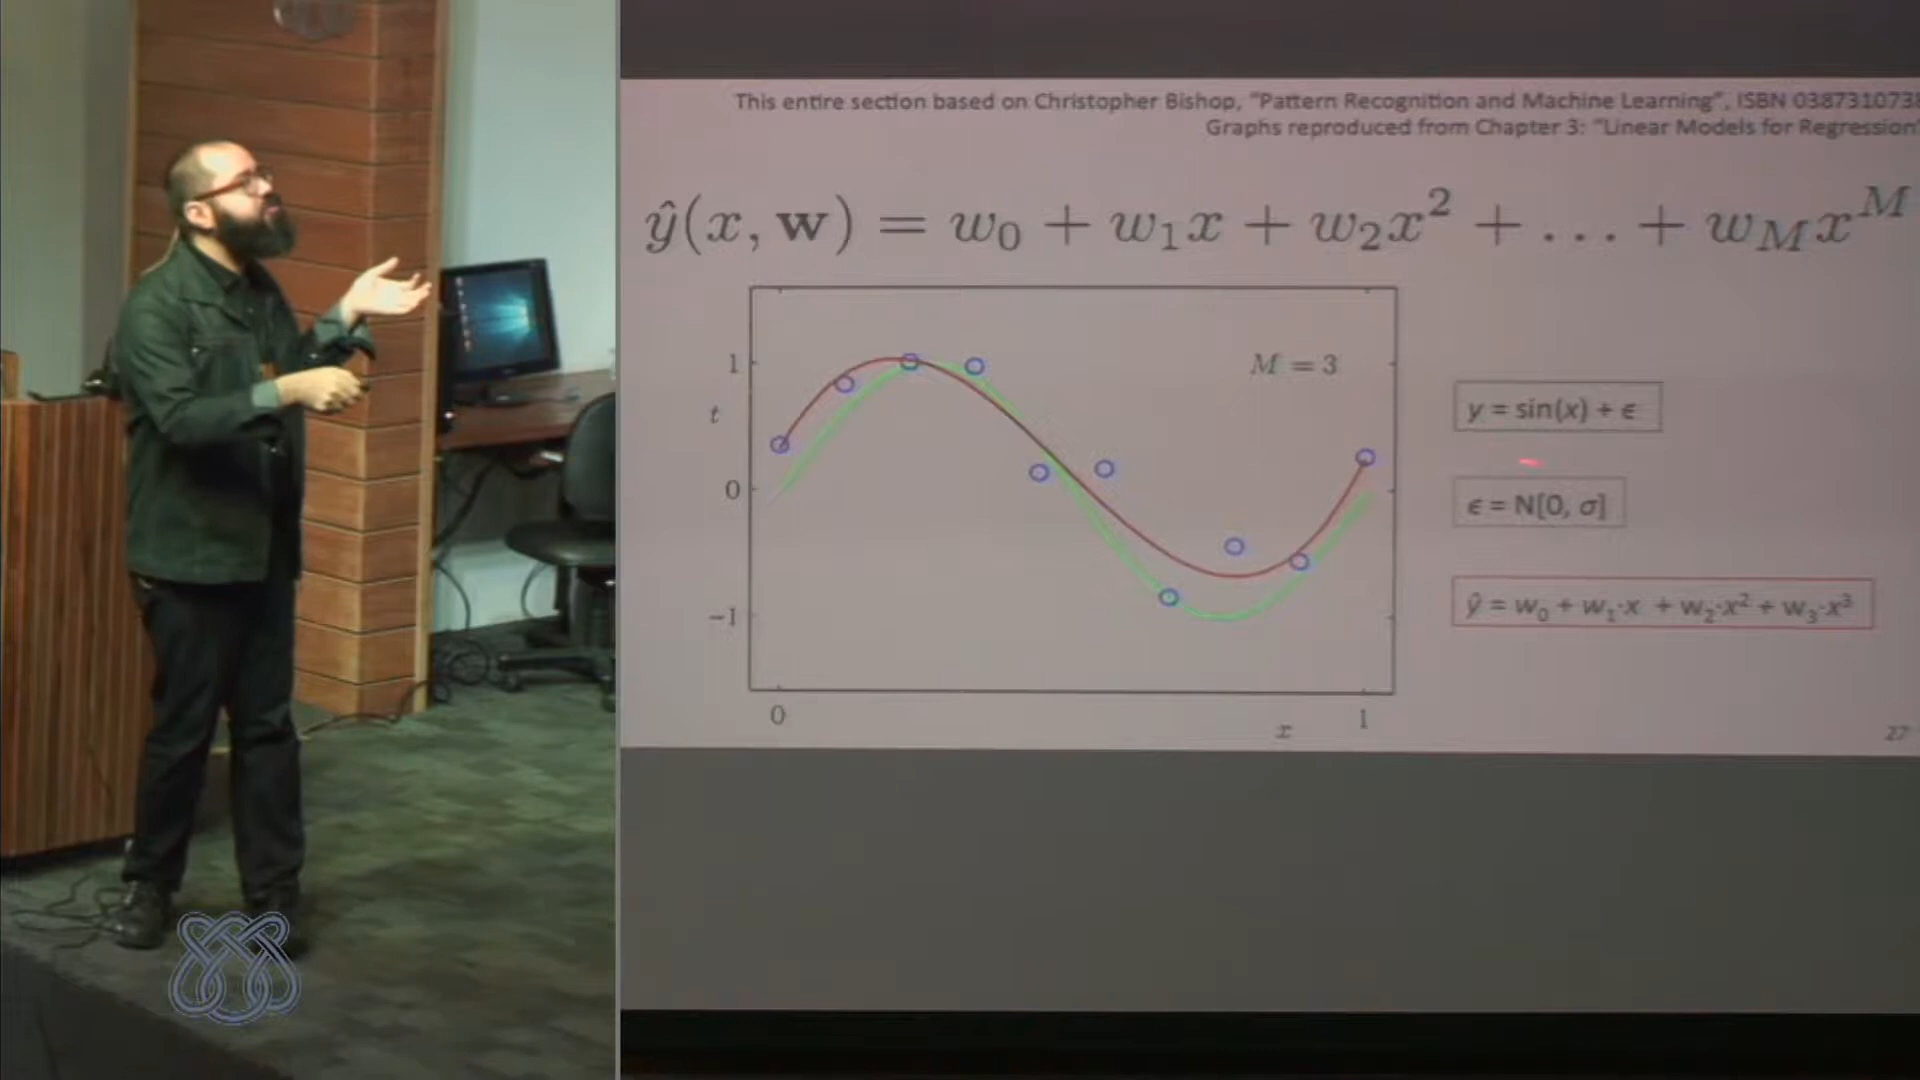 This entire section based on Christopher Bishop, "Pattern Recognition and Machine Learning", ISBN 0387310738
Graphs reproduced from Chapter 3: "Linear Models for Regression"
ŷ(x, w) = w₀ + w₁x + w₂x² + . . . + w_M x^M
M = 3
1
t
0
−1
0
x
1
y = sin(x) + ϵ
ϵ = N[0, σ]
ŷ = w₀ + w₁·x + w₂·x² + w₃·x³
27